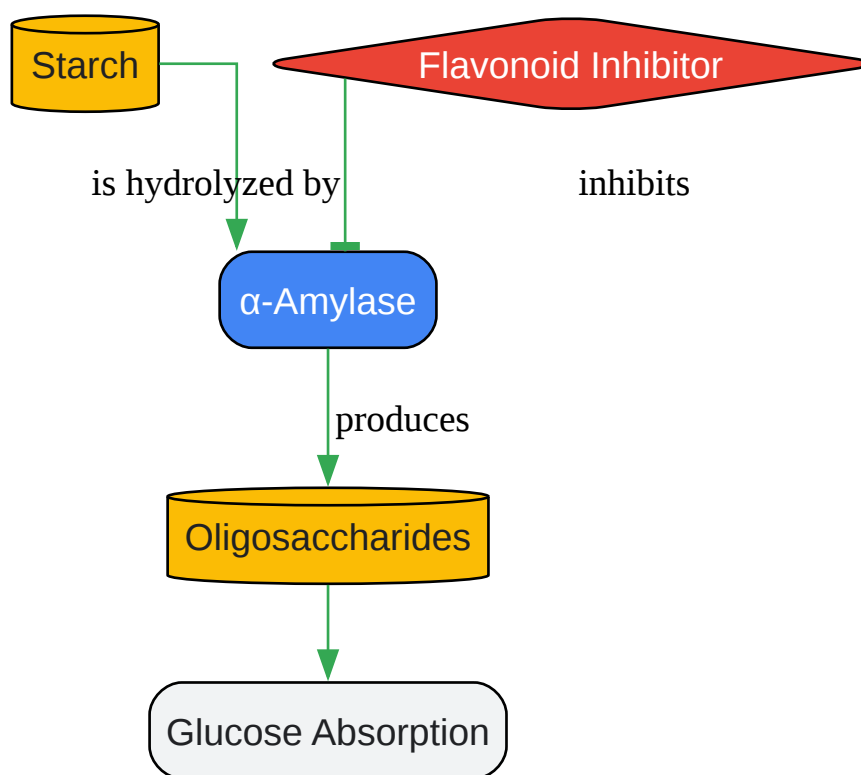 Starch
Flavonoid Inhibitor
is hydrolyzed by
inhibits
α-Amylase
produces
Oligosaccharides
Glucose Absorption